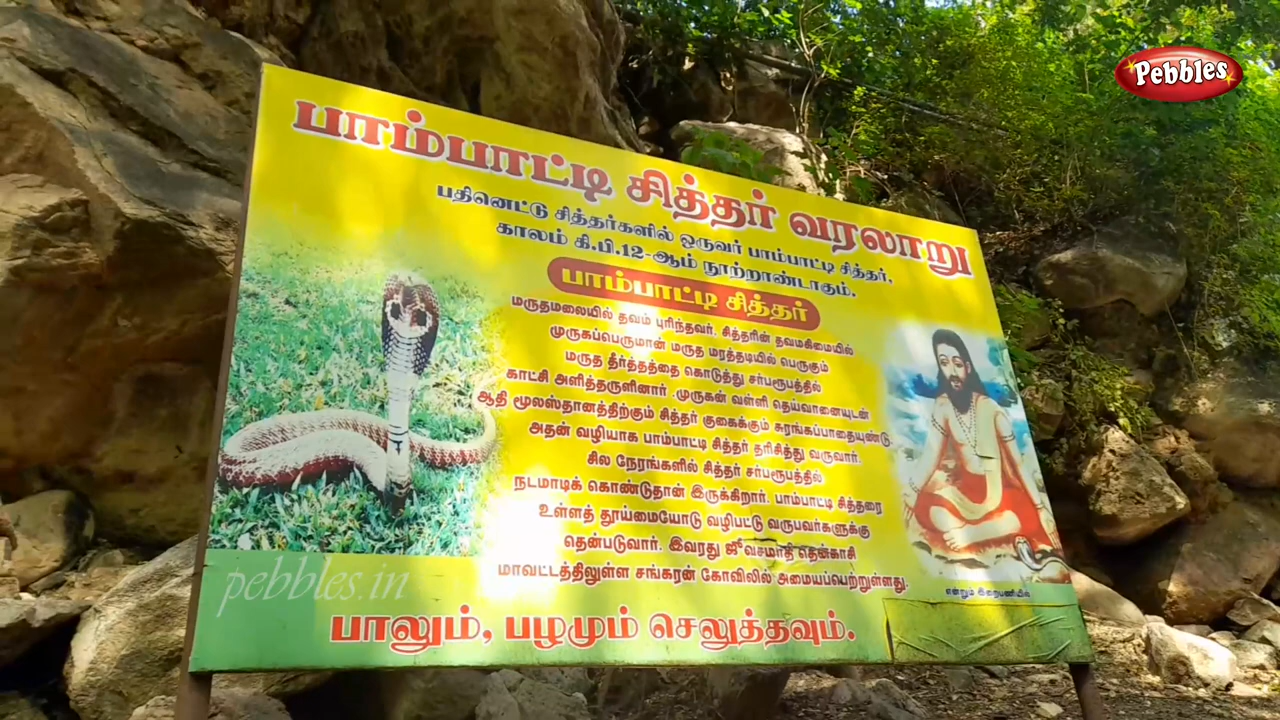 Pebbles
பாம்பாட்டி சித்தர் வரலாறு
பதினெட்டு சித்தர்களில் ஒருவர் பாம்பாட்டி சித்தர்,
காலம் கி.பி.12-ஆம் நூற்றாண்டாகும்.
பாம்பாட்டி சித்தர்
மருதமலையில் தவம் புரிந்தவர். சித்தரின் தவமகிமையில்
முருகப்பெருமான் மருத மரத்தடியில் பெருகும்
மருத தீர்த்தத்தை கொடுத்து சர்பரூபத்தில்
காட்சி அளித்தருளினார் .முருகன் வள்ளி தெய்வானையுடன்
ஆதி மூலஸ்தானத்திற்கும் சித்தர் குகைக்கும் சுரங்கப்பாதையுண்டு
அதன் வழியாக பாம்பாட்டி சித்தர் தரிசித்து வருவார்.
சில நேரங்களில் சித்தர் சர்பரூபத்தில்
நடமாடிக் கொண்டுதான் இருக்கிறார். பாம்பாட்டி சித்தரை
உள்ளத் தூய்மையோடு வழிபட்டு வருபவர்களுக்கு
தென்படுவார். இவரது ஜீவசமாதி தென்காசி
மாவட்டத்திலுள்ள சங்கரன் கோவிலில் அமையப்பெற்றுள்ளது.
என்றும் இறைபணியில்
pebbles.in
பாலும், பழமும் செலுத்தவும்.